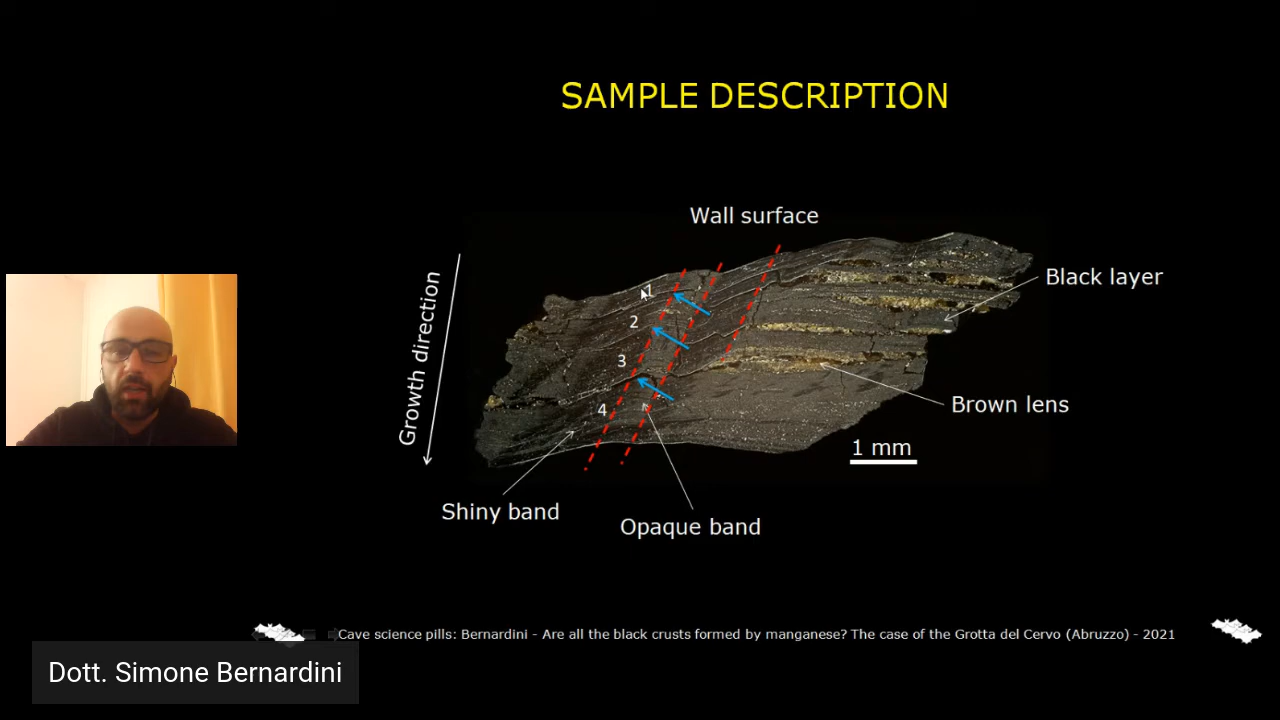 SAMPLE DESCRIPTION
Wall surface
Growth direction
1
2
3
4
Black layer
Brown lens
1 mm
Shiny band
Opaque band
Cave science pills: Bernardini - Are all the black crusts formed by manganese? The case of the Grotta del Cervo (Abruzzo) - 2021
Dott. Simone Bernardini